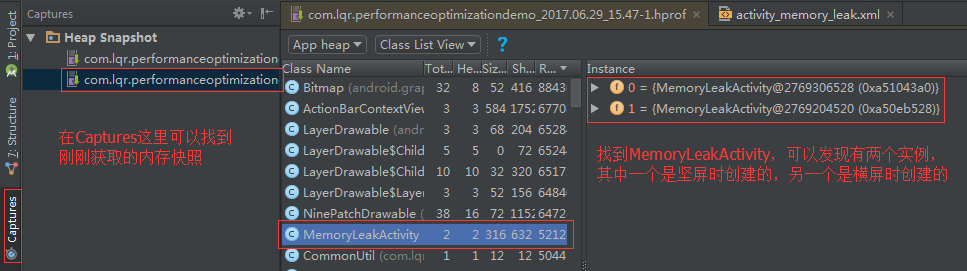 1: Project
7: Structure
Captures
Captures
Heap Snapshot
com.lqr.performanceoptimization
com.lqr.performanceoptimization
在Captures这里可以找到
刚刚获取的内存快照
com.lqr.performanceoptimizationdemo_2017.06.29_15.47-1.hprof
activity_memory_leak.xml
App heap
Class List View
?
Class Name Tot... He... Siz... Sh... R...
Bitmap (android.grap 32 8 52 416 8843
ActionBarContextView 3 3 584 1752 6770
LayerDrawable (andr 3 3 68 204 6528
LayerDrawable$Child 5 5 0 72 6524
LayerDrawable$Child 10 10 32 320 6517
LayerDrawable$Layer 3 3 52 156 6484
NinePatchDrawable ( 38 16 72 1152 6472
MemoryLeakActivity 2 2 316 632 5212
CommonUtil (com.lqr 1 1 12 12 5044
Instance
0 = {MemoryLeakActivity@2769306528 (0xa51043a0)}
1 = {MemoryLeakActivity@2769204520 (0xa50eb528)}
找到MemoryLeakActivity，可以发现有两个实例，
其中一个是竖屏时创建的，另一个是横屏时创建的